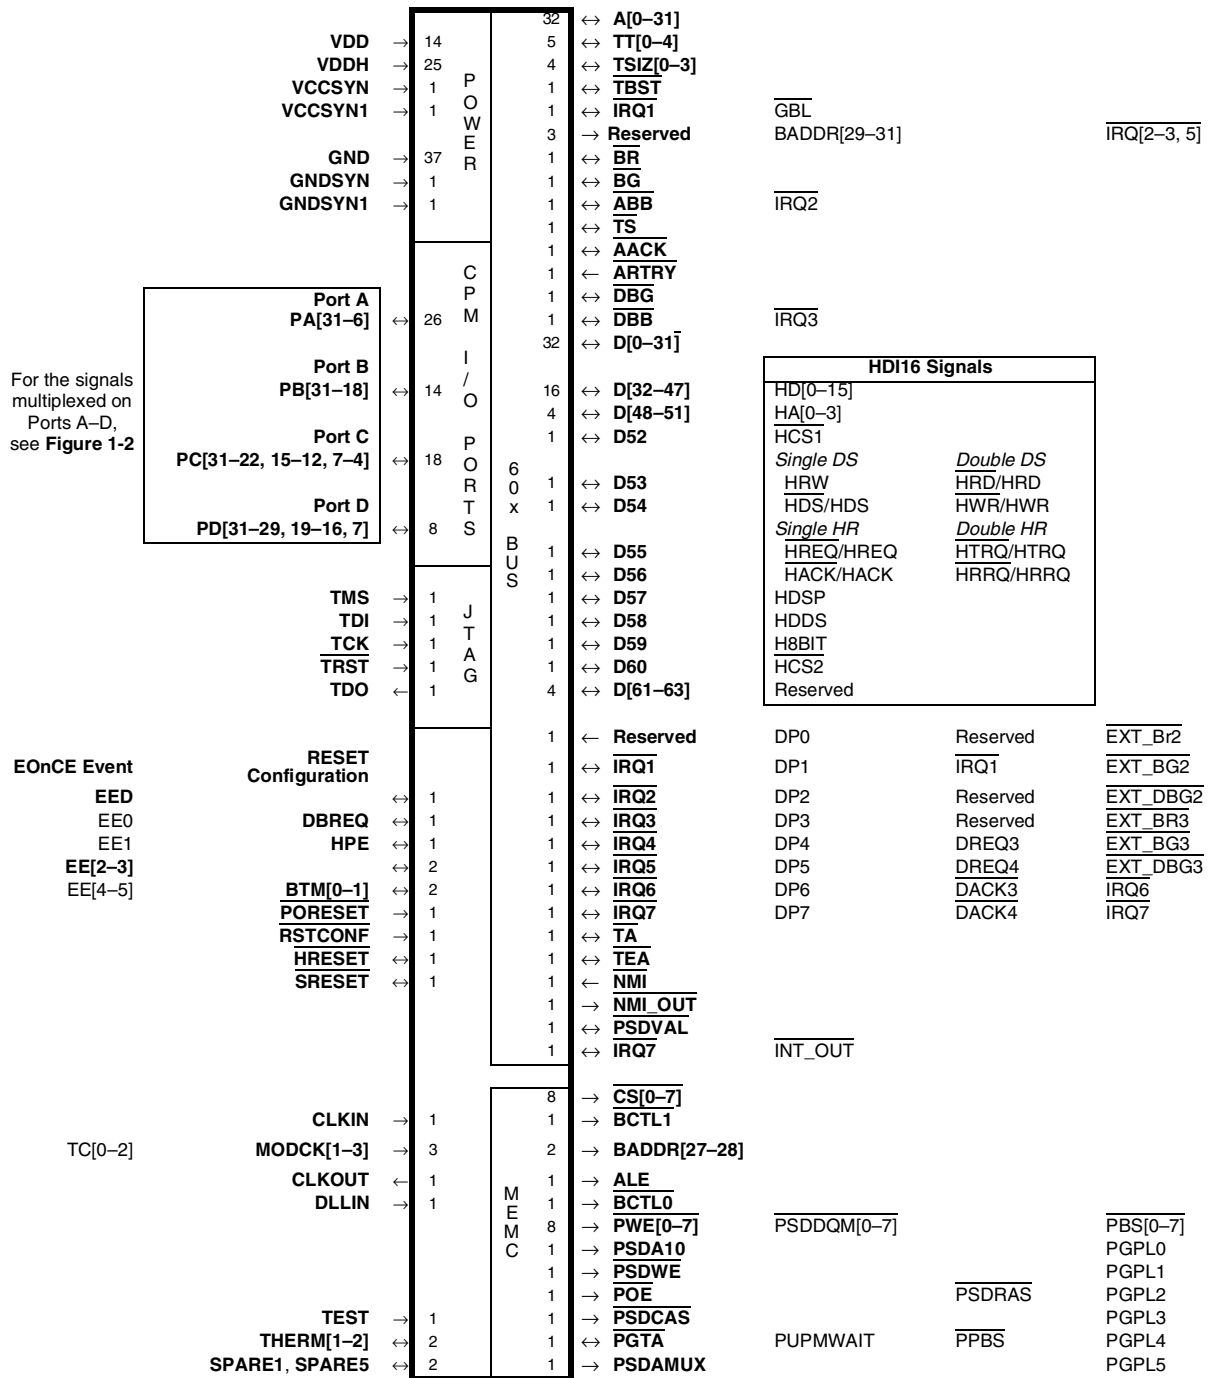 32 ↔ A[0–31]
VDD → 14 5 ↔ TT[0–4]
VDDH → 25 4 ↔ TSIZ[0–3]
VCCSYN → 1 1 ↔ TBST
VCCSYN1 → 1 1 ↔ IRQ1 GBL
3 → Reserved BADDR[29–31] IRQ[2–3, 5]
GND → 37 1 ↔ BR
GNDSYN → 1 1 ↔ BG
GNDSYN1 → 1 1 ↔ ABB IRQ2
POWER
1 ↔ TS
1 ↔ AACK
1 ← ARTRY
Port A 1 ↔ DBG
PA[31–6] ↔ 26 1 ↔ DBB IRQ3
32 ↔ D[0–31]
Port B HDI16 Signals
For the signals
multiplexed on
Ports A–D,
see Figure 1-2
PB[31–18] ↔ 14 16 ↔ D[32–47] HD[0–15]
4 ↔ D[48–51] HA[0–3]
Port C 1 ↔ D52 HCS1
PC[31–22, 15–12, 7–4] ↔ 18 Single DS Double DS
1 ↔ D53 HRW HRD/HRD
Port D 1 ↔ D54 HDS/HDS HWR/HWR
PD[31–29, 19–16, 7] ↔ 8 Single HR Double HR
CPM I/O PORTS
60x BUS
1 ↔ D55 HREQ/HREQ HTRQ/HTRQ
1 ↔ D56 HACK/HACK HRRQ/HRRQ
TMS → 1 1 ↔ D57 HDSP
TDI → 1 1 ↔ D58 HDDS
TCK → 1 1 ↔ D59 H8BIT
TRST → 1 1 ↔ D60 HCS2
TDO ← 1 4 ↔ D[61–63] Reserved
JTAG
1 ← Reserved DP0 Reserved EXT_Br2
EOnCE Event RESET
Configuration
1 ↔ IRQ1 DP1 IRQ1 EXT_BG2
EED ↔ 1 1 ↔ IRQ2 DP2 Reserved EXT_DBG2
EE0 DBREQ ↔ 1 1 ↔ IRQ3 DP3 Reserved EXT_BR3
EE1 HPE ↔ 1 1 ↔ IRQ4 DP4 DREQ3 EXT_BG3
EE[2–3] ↔ 2 1 ↔ IRQ5 DP5 DREQ4 EXT_DBG3
EE[4–5] BTM[0–1] ↔ 2 1 ↔ IRQ6 DP6 DACK3 IRQ6
PORESET → 1 1 ↔ IRQ7 DP7 DACK4 IRQ7
RSTCONF → 1 1 ↔ TA
HRESET ↔ 1 1 ↔ TEA
SRESET ↔ 1 1 ← NMI
1 → NMI_OUT
1 ↔ PSDVAL
1 ↔ IRQ7 INT_OUT
8 → CS[0–7]
CLKIN → 1 1 → BCTL1
TC[0–2] MODCK[1–3] → 3 2 → BADDR[27–28]
CLKOUT ← 1 1 → ALE
DLLIN → 1 1 → BCTL0
MEMC
8 → PWE[0–7] PSDDQM[0–7] PBS[0–7]
1 → PSDA10 PGPL0
1 → PSDWE PGPL1
1 → POE PSDRAS PGPL2
TEST → 1 1 → PSDCAS PGPL3
THERM[1–2] ↔ 2 1 ↔ PGTA PUPMWAIT PPBS PGPL4
SPARE1, SPARE5 ↔ 2 1 → PSDAMUX PGPL5